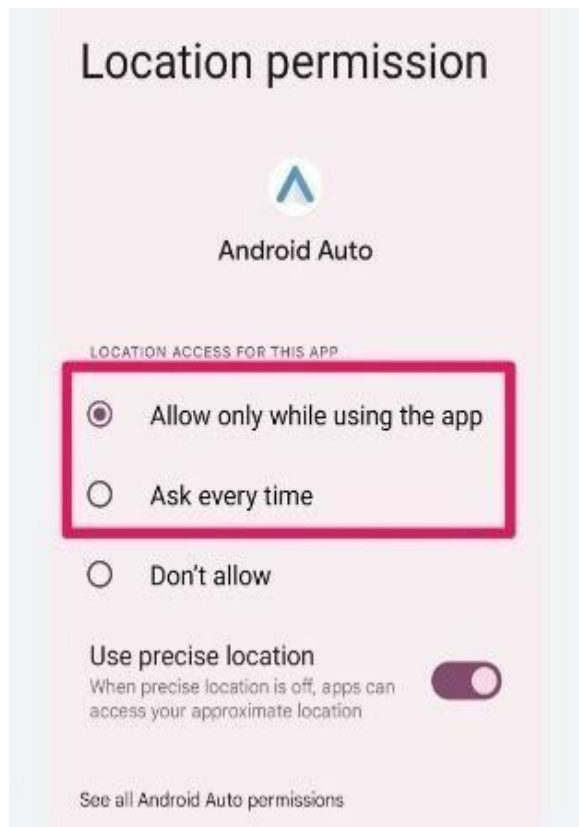 Location permission
Android Auto
LOCATION ACCESS FOR THIS APP
Allow only while using the app
Ask every time
Don't allow
Use precise location
When precise location is off, apps can
access your approximate location
See all Android Auto permissions